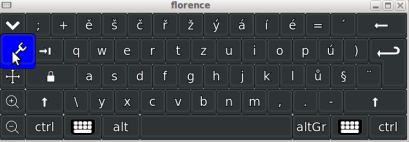 florence
; + ě š č ř ž ý á í é = ´
q w e r t z u i o p ú )
a s d f g h j k l ů § ¨
\ y x c v b n m , . -
ctrl alt altGr ctrl